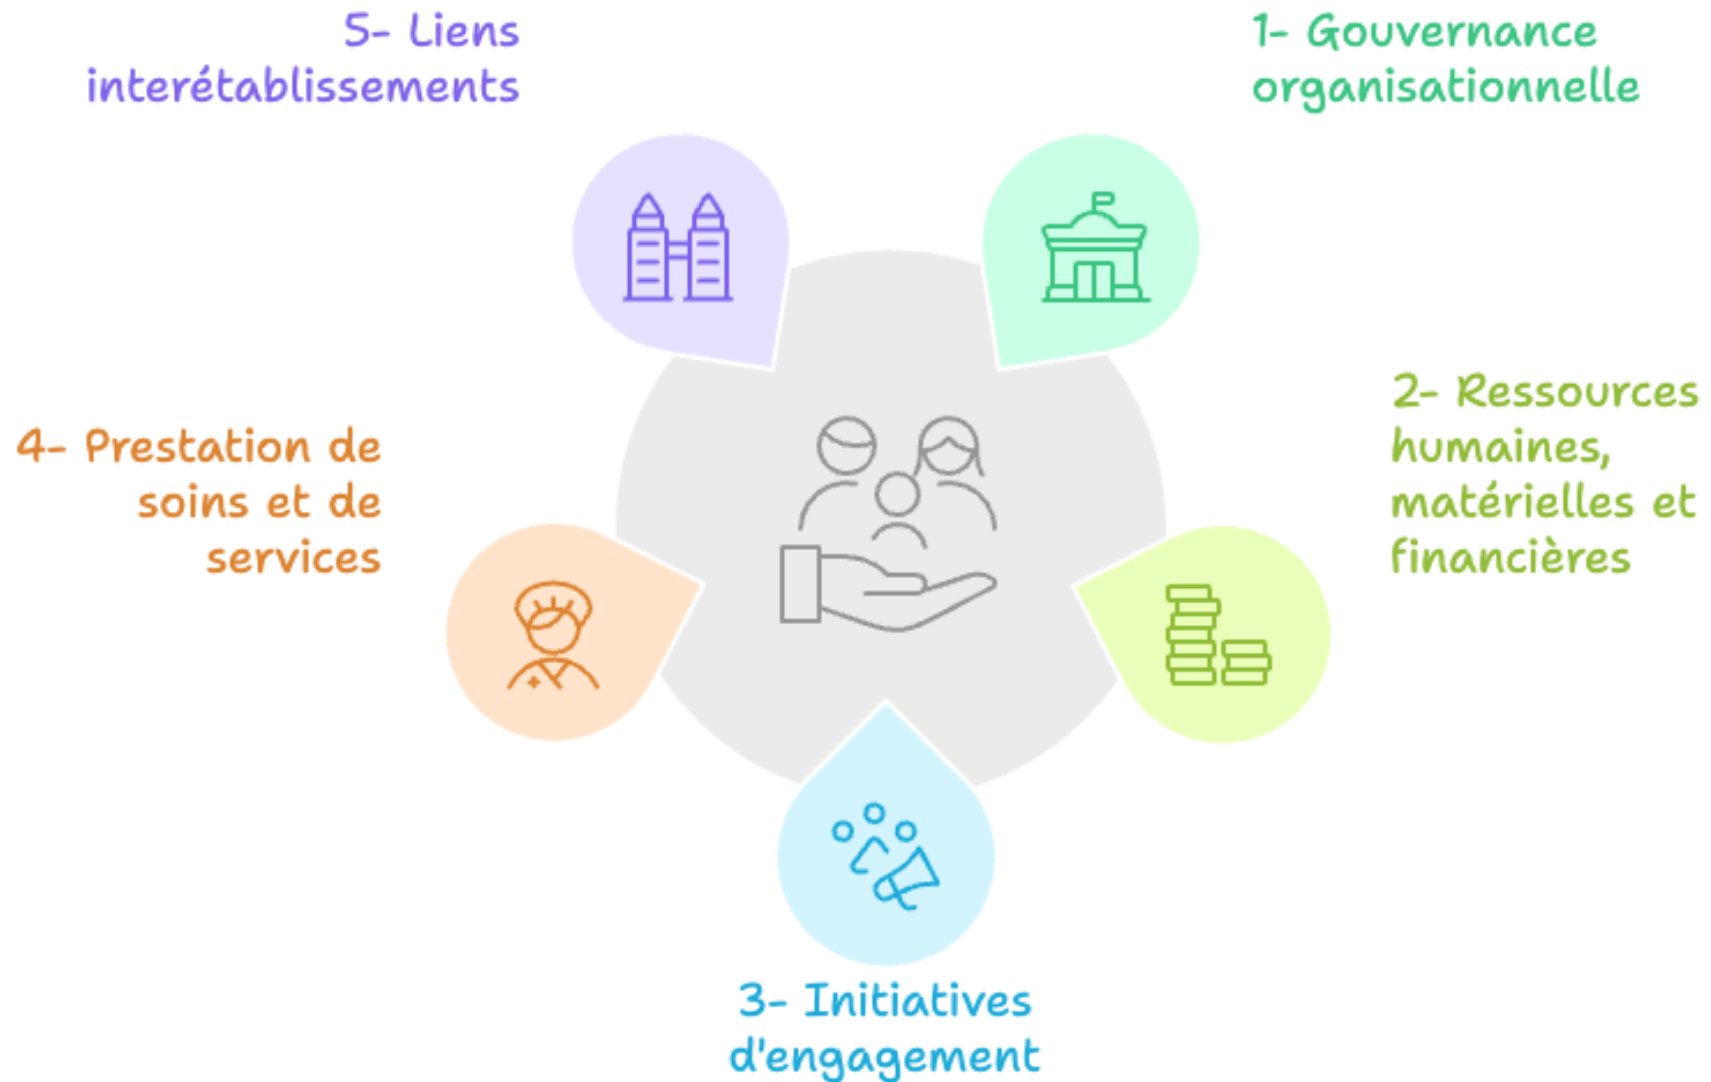 1- Gouvernance
organisationnelle
2- Ressources
humaines,
matérielles et
financières
3- Initiatives
d'engagement
4- Prestation de
soins et de
services
5- Liens
interétablissements